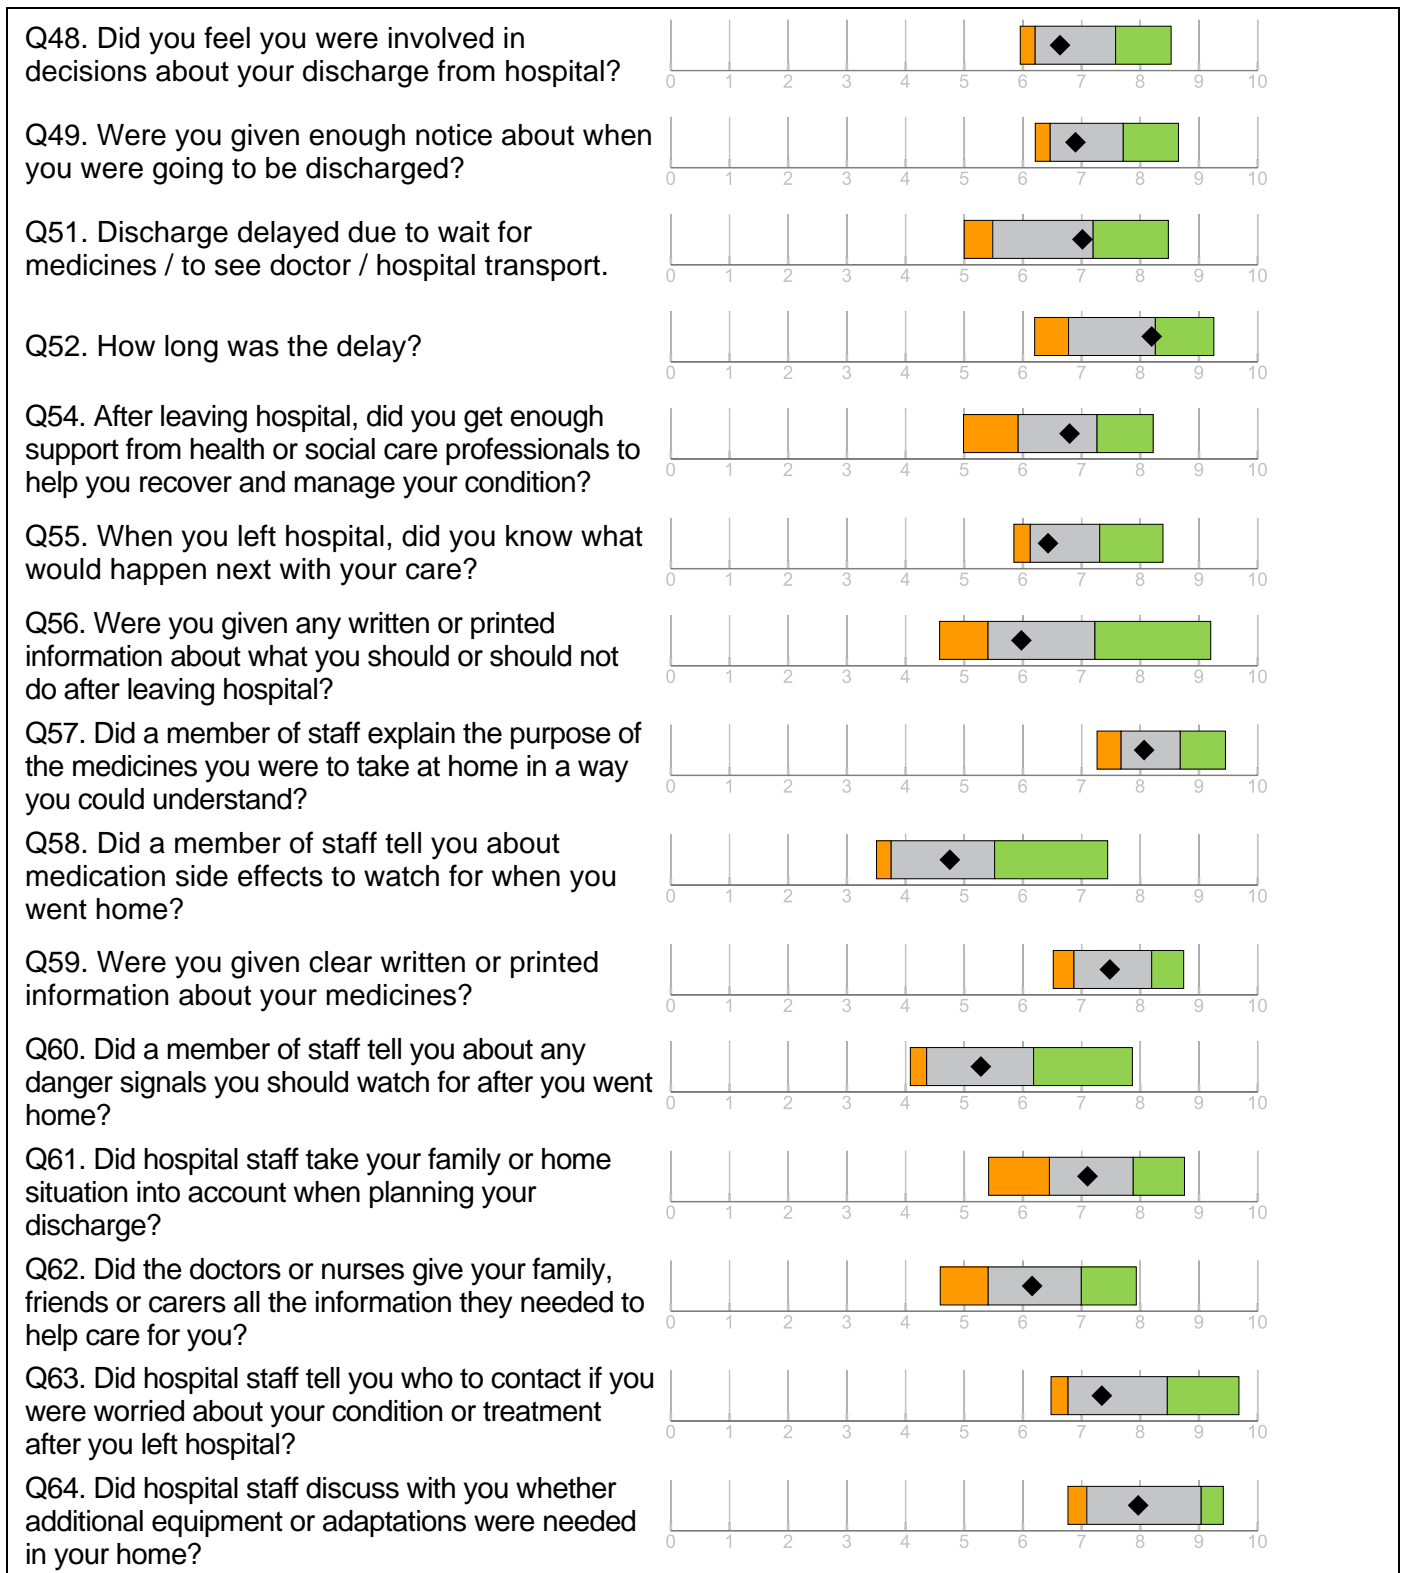 Q48. Did you feel you were involved in
decisions about your discharge from hospital?
0 1 2 3 4 5 6 7 8 9 10
Q49. Were you given enough notice about when
you were going to be discharged?
0 1 2 3 4 5 6 7 8 9 10
Q51. Discharge delayed due to wait for
medicines / to see doctor / hospital transport.
0 1 2 3 4 5 6 7 8 9 10
Q52. How long was the delay?
0 1 2 3 4 5 6 7 8 9 10
Q54. After leaving hospital, did you get enough
support from health or social care professionals to
help you recover and manage your condition?
0 1 2 3 4 5 6 7 8 9 10
Q55. When you left hospital, did you know what
would happen next with your care?
0 1 2 3 4 5 6 7 8 9 10
Q56. Were you given any written or printed
information about what you should or should not
do after leaving hospital?
0 1 2 3 4 5 6 7 8 9 10
Q57. Did a member of staff explain the purpose of
the medicines you were to take at home in a way
you could understand?
0 1 2 3 4 5 6 7 8 9 10
Q58. Did a member of staff tell you about
medication side effects to watch for when you
went home?
0 1 2 3 4 5 6 7 8 9 10
Q59. Were you given clear written or printed
information about your medicines?
0 1 2 3 4 5 6 7 8 9 10
Q60. Did a member of staff tell you about any
danger signals you should watch for after you went
home?
0 1 2 3 4 5 6 7 8 9 10
Q61. Did hospital staff take your family or home
situation into account when planning your
discharge?
0 1 2 3 4 5 6 7 8 9 10
Q62. Did the doctors or nurses give your family,
friends or carers all the information they needed to
help care for you?
0 1 2 3 4 5 6 7 8 9 10
Q63. Did hospital staff tell you who to contact if you
were worried about your condition or treatment
after you left hospital?
0 1 2 3 4 5 6 7 8 9 10
Q64. Did hospital staff discuss with you whether
additional equipment or adaptations were needed
in your home?
0 1 2 3 4 5 6 7 8 9 10